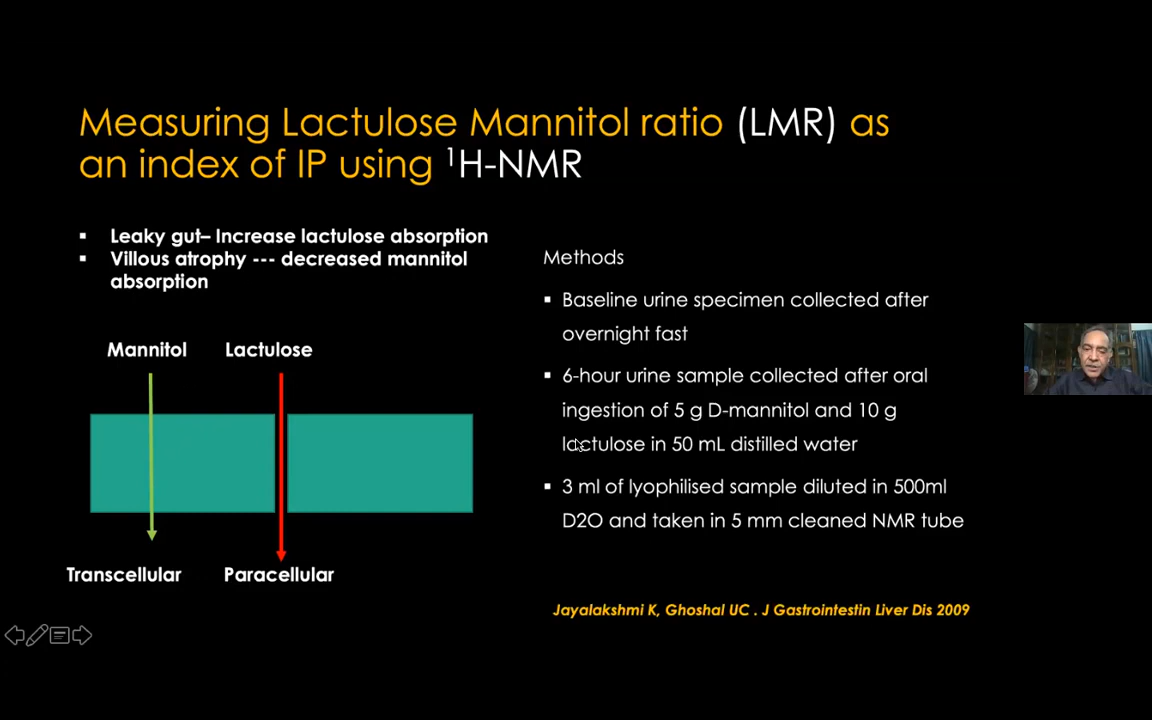 Measuring Lactulose Mannitol ratio (LMR) as
an index of IP using ¹H-NMR
▪ Leaky gut– Increase lactulose absorption
▪ Villous atrophy --- decreased mannitol
absorption
Mannitol Lactulose
Transcellular Paracellular
Methods
▪ Baseline urine specimen collected after
overnight fast
▪ 6-hour urine sample collected after oral
ingestion of 5 g D-mannitol and 10 g
lactulose in 50 mL distilled water
▪ 3 ml of lyophilised sample diluted in 500ml
D2O and taken in 5 mm cleaned NMR tube
Jayalakshmi K, Ghoshal UC . J Gastrointestin Liver Dis 2009